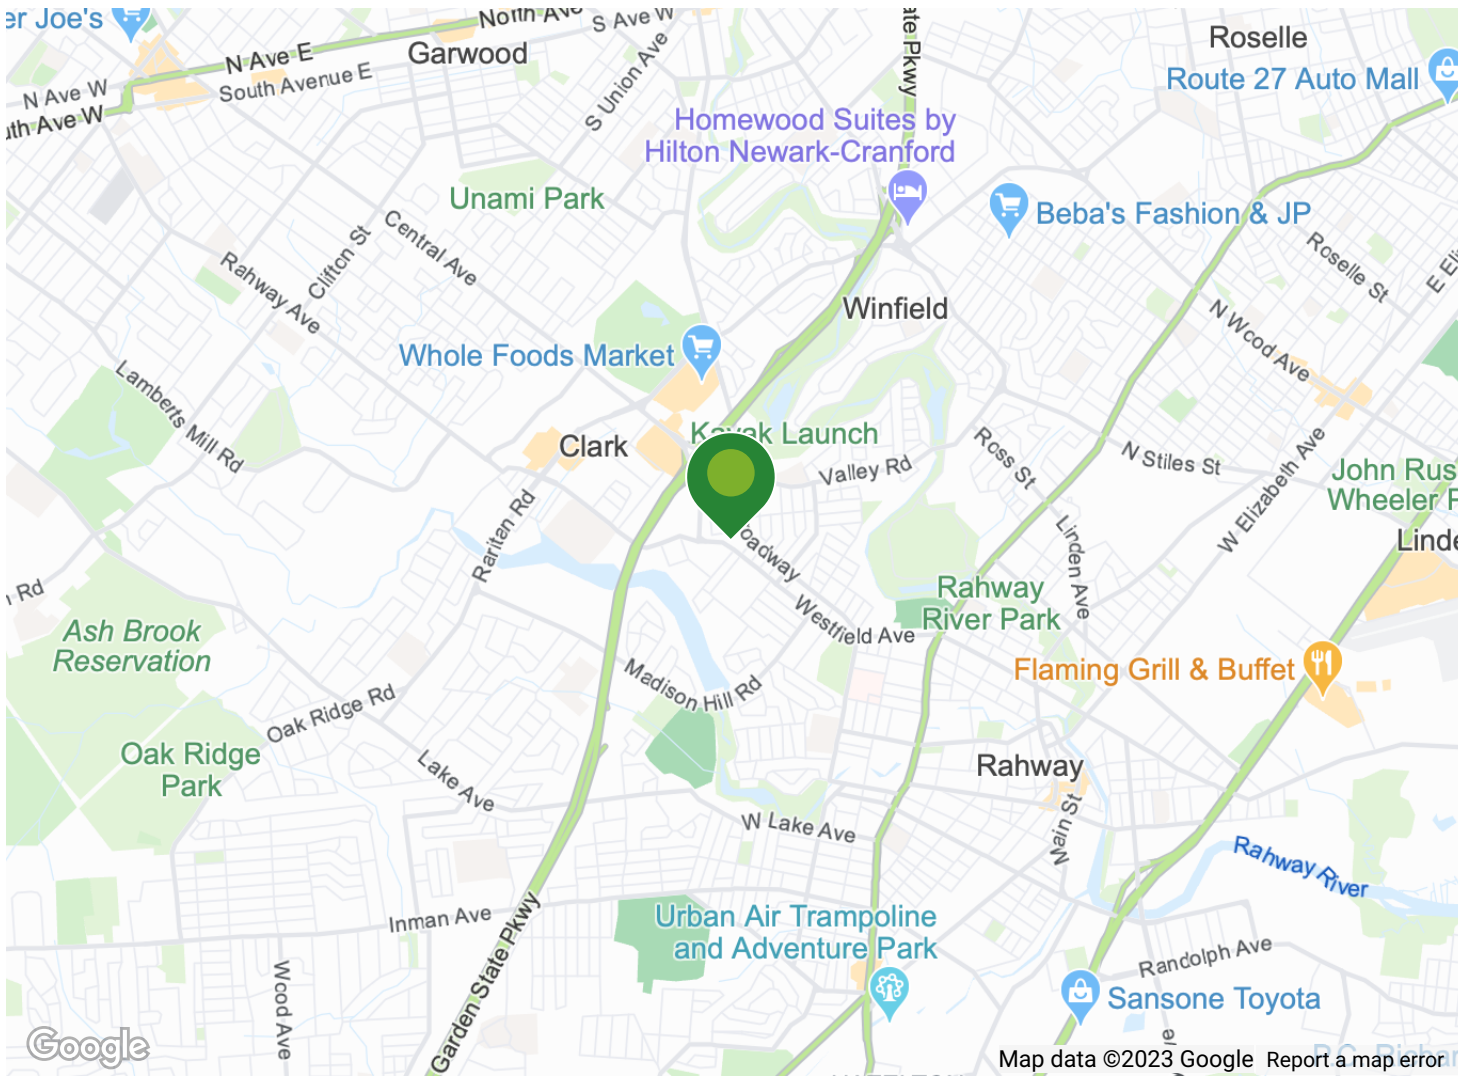 er Joe's
North Ave
S Ave W
Garwood
N Ave E
South Avenue E
N Ave W
uth Ave W
S Union Ave
ate Pkwy
Roselle
Route 27 Auto Mall
Homewood Suites by
Hilton Newark-Cranford
Unami Park
Beba's Fashion & JP
Central Ave
Clifton St
Rahway Ave
Roselle St
E Eli
Winfield
N Wood Ave
Whole Foods Market
Lamberts Mill Rd
Kayak Launch
Clark
Valley Rd
Ross St
N Stiles St
W Elizabeth Ave
John Rus
Wheeler P
Linde
Raritan Rd
Linden Ave
roadway
Rahway
River Park
Westfield Ave
n Rd
Ash Brook
Reservation
Flaming Grill & Buffet
Madison Hill Rd
Oak Ridge Rd
Oak Ridge
Park
Lake Ave
Rahway
Main St
W Lake Ave
Rahway River
Inman Ave
Garden State Pkwy
Urban Air Trampoline
and Adventure Park
Randolph Ave
Wood Ave
Sansone Toyota
Google
Map data ©2023 Google
Report a map error